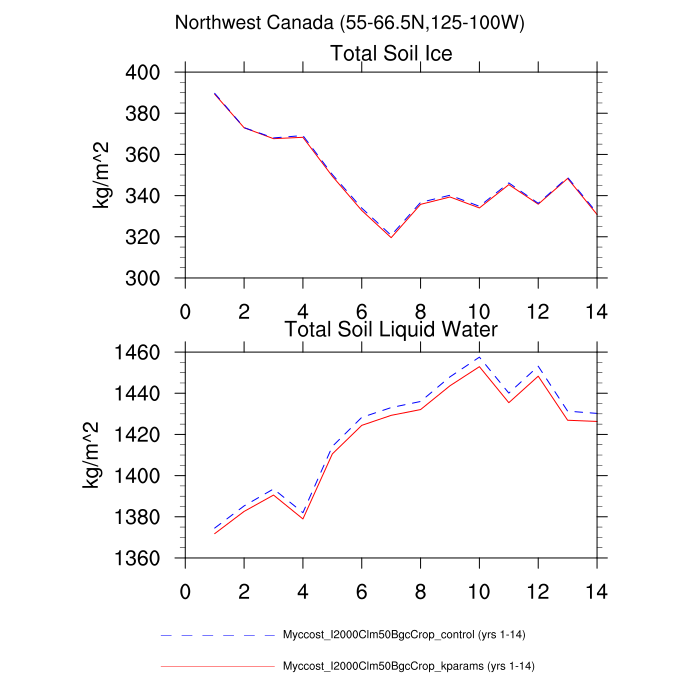 Northwest Canada (55-66.5N,125-100W)
Total Soil Ice
kg/m^2
400
380
360
340
320
300
0 2 4 6 8 10 12 14
Total Soil Liquid Water
kg/m^2
1460
1440
1420
1400
1380
1360
0 2 4 6 8 10 12 14
Myccost_I2000Clm50BgcCrop_control (yrs 1-14)
Myccost_I2000Clm50BgcCrop_kparams (yrs 1-14)